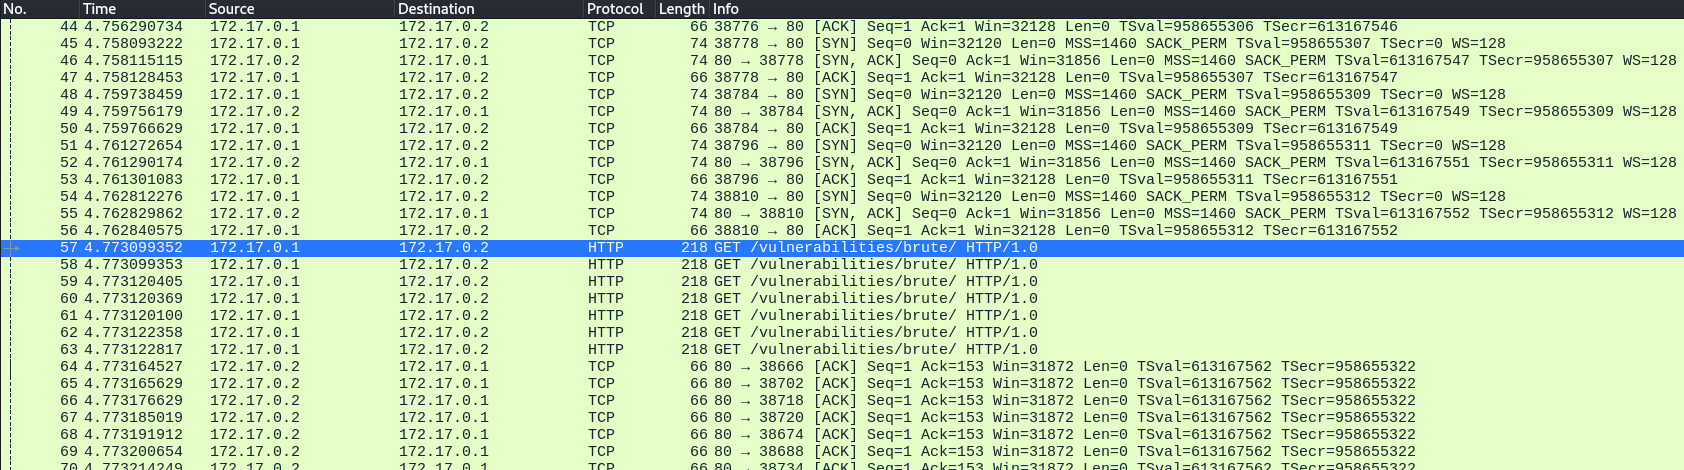 No. Time Source Destination Protocol Length Info
44 4.756290734 172.17.0.1 172.17.0.2 TCP 66 38776 → 80 [ACK] Seq=1 Ack=1 Win=32128 Len=0 TSval=958655306 TSecr=613167546
45 4.758093222 172.17.0.1 172.17.0.2 TCP 74 38778 → 80 [SYN] Seq=0 Win=32120 Len=0 MSS=1460 SACK_PERM TSval=958655307 TSecr=0 WS=128
46 4.758115115 172.17.0.2 172.17.0.1 TCP 74 80 → 38778 [SYN, ACK] Seq=0 Ack=1 Win=31856 Len=0 MSS=1460 SACK_PERM TSval=613167547 TSecr=958655307 WS=128
47 4.758128453 172.17.0.1 172.17.0.2 TCP 66 38778 → 80 [ACK] Seq=1 Ack=1 Win=32128 Len=0 TSval=958655307 TSecr=613167547
48 4.759738459 172.17.0.1 172.17.0.2 TCP 74 38784 → 80 [SYN] Seq=0 Win=32120 Len=0 MSS=1460 SACK_PERM TSval=958655309 TSecr=0 WS=128
49 4.759756179 172.17.0.2 172.17.0.1 TCP 74 80 → 38784 [SYN, ACK] Seq=0 Ack=1 Win=31856 Len=0 MSS=1460 SACK_PERM TSval=613167549 TSecr=958655309 WS=128
50 4.759766629 172.17.0.1 172.17.0.2 TCP 66 38784 → 80 [ACK] Seq=1 Ack=1 Win=32128 Len=0 TSval=958655309 TSecr=613167549
51 4.761272654 172.17.0.1 172.17.0.2 TCP 74 38796 → 80 [SYN] Seq=0 Win=32120 Len=0 MSS=1460 SACK_PERM TSval=958655311 TSecr=0 WS=128
52 4.761290174 172.17.0.2 172.17.0.1 TCP 74 80 → 38796 [SYN, ACK] Seq=0 Ack=1 Win=31856 Len=0 MSS=1460 SACK_PERM TSval=613167551 TSecr=958655311 WS=128
53 4.761301083 172.17.0.1 172.17.0.2 TCP 66 38796 → 80 [ACK] Seq=1 Ack=1 Win=32128 Len=0 TSval=958655311 TSecr=613167551
54 4.762812276 172.17.0.1 172.17.0.2 TCP 74 38810 → 80 [SYN] Seq=0 Win=32120 Len=0 MSS=1460 SACK_PERM TSval=958655312 TSecr=0 WS=128
55 4.762829862 172.17.0.2 172.17.0.1 TCP 74 80 → 38810 [SYN, ACK] Seq=0 Ack=1 Win=31856 Len=0 MSS=1460 SACK_PERM TSval=613167552 TSecr=958655312 WS=128
56 4.762840575 172.17.0.1 172.17.0.2 TCP 66 38810 → 80 [ACK] Seq=1 Ack=1 Win=32128 Len=0 TSval=958655312 TSecr=613167552
57 4.773099352 172.17.0.1 172.17.0.2 HTTP 218 GET /vulnerabilities/brute/ HTTP/1.0
58 4.773099353 172.17.0.1 172.17.0.2 HTTP 218 GET /vulnerabilities/brute/ HTTP/1.0
59 4.773120405 172.17.0.1 172.17.0.2 HTTP 218 GET /vulnerabilities/brute/ HTTP/1.0
60 4.773120369 172.17.0.1 172.17.0.2 HTTP 218 GET /vulnerabilities/brute/ HTTP/1.0
61 4.773120100 172.17.0.1 172.17.0.2 HTTP 218 GET /vulnerabilities/brute/ HTTP/1.0
62 4.773122358 172.17.0.1 172.17.0.2 HTTP 218 GET /vulnerabilities/brute/ HTTP/1.0
63 4.773122817 172.17.0.1 172.17.0.2 HTTP 218 GET /vulnerabilities/brute/ HTTP/1.0
64 4.773164527 172.17.0.2 172.17.0.1 TCP 66 80 → 38666 [ACK] Seq=1 Ack=153 Win=31872 Len=0 TSval=613167562 TSecr=958655322
65 4.773165629 172.17.0.2 172.17.0.1 TCP 66 80 → 38702 [ACK] Seq=1 Ack=153 Win=31872 Len=0 TSval=613167562 TSecr=958655322
66 4.773176629 172.17.0.2 172.17.0.1 TCP 66 80 → 38718 [ACK] Seq=1 Ack=153 Win=31872 Len=0 TSval=613167562 TSecr=958655322
67 4.773185019 172.17.0.2 172.17.0.1 TCP 66 80 → 38720 [ACK] Seq=1 Ack=153 Win=31872 Len=0 TSval=613167562 TSecr=958655322
68 4.773191912 172.17.0.2 172.17.0.1 TCP 66 80 → 38674 [ACK] Seq=1 Ack=153 Win=31872 Len=0 TSval=613167562 TSecr=958655322
69 4.773200654 172.17.0.2 172.17.0.1 TCP 66 80 → 38688 [ACK] Seq=1 Ack=153 Win=31872 Len=0 TSval=613167562 TSecr=958655322
70 4.773214249 172.17.0.2 172.17.0.1 TCP 66 80 → 38734 [ACK] Seq=1 Ack=153 Win=31872 Len=0 TSval=613167562 TSecr=958655322